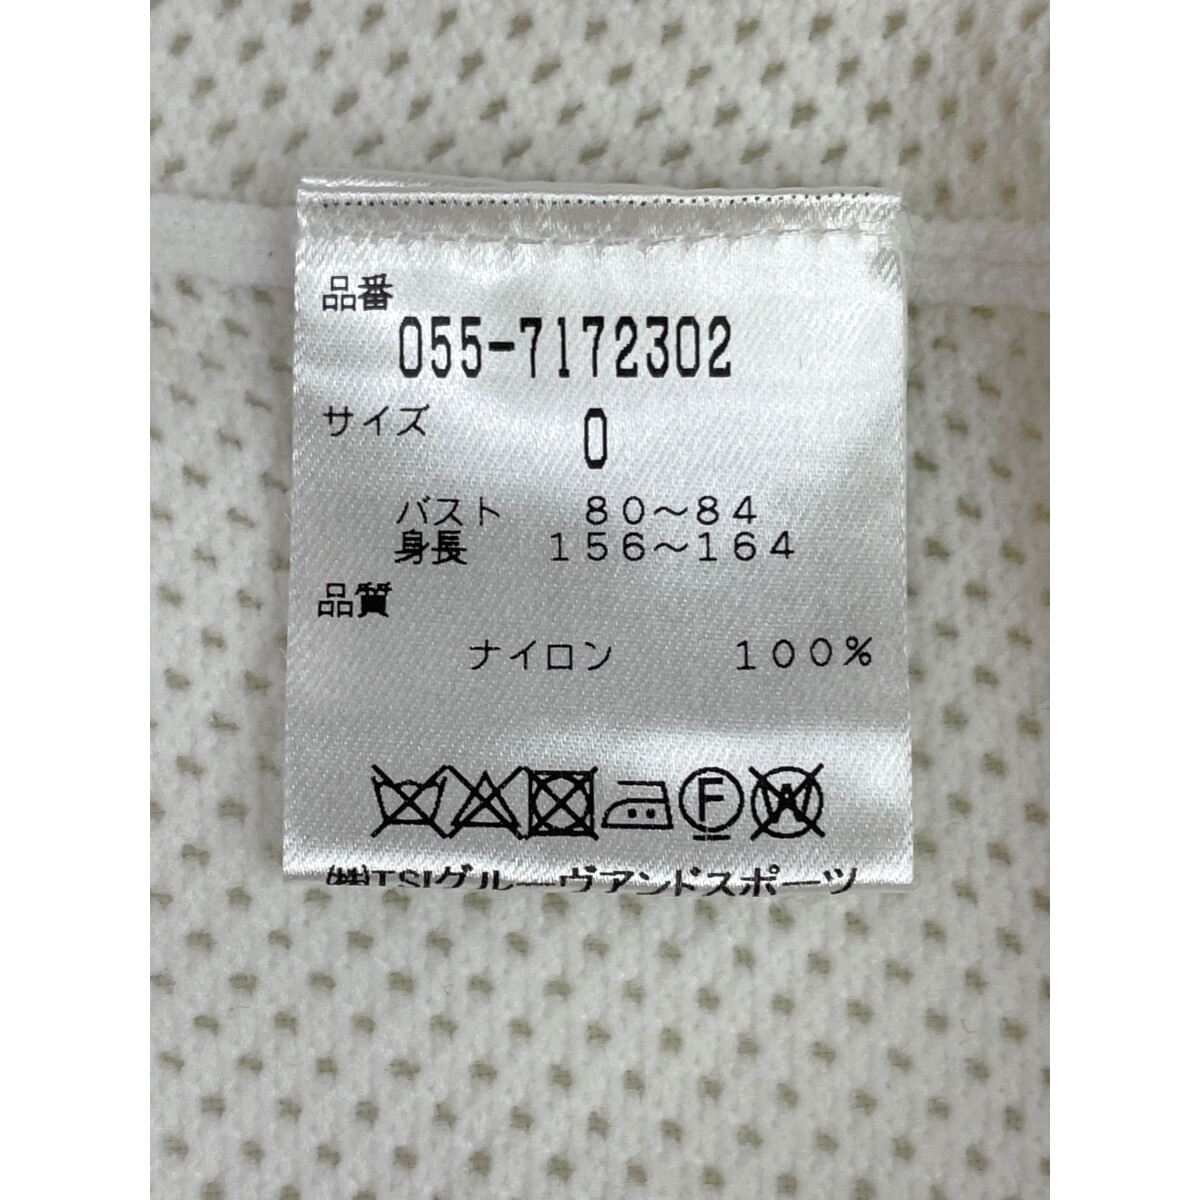 品番
055-7172302
サイズ 0
バスト 80～84
身長 156～164
品質
ナイロン 100%
F W
㈱TSIグルーヴアンドスポーツ